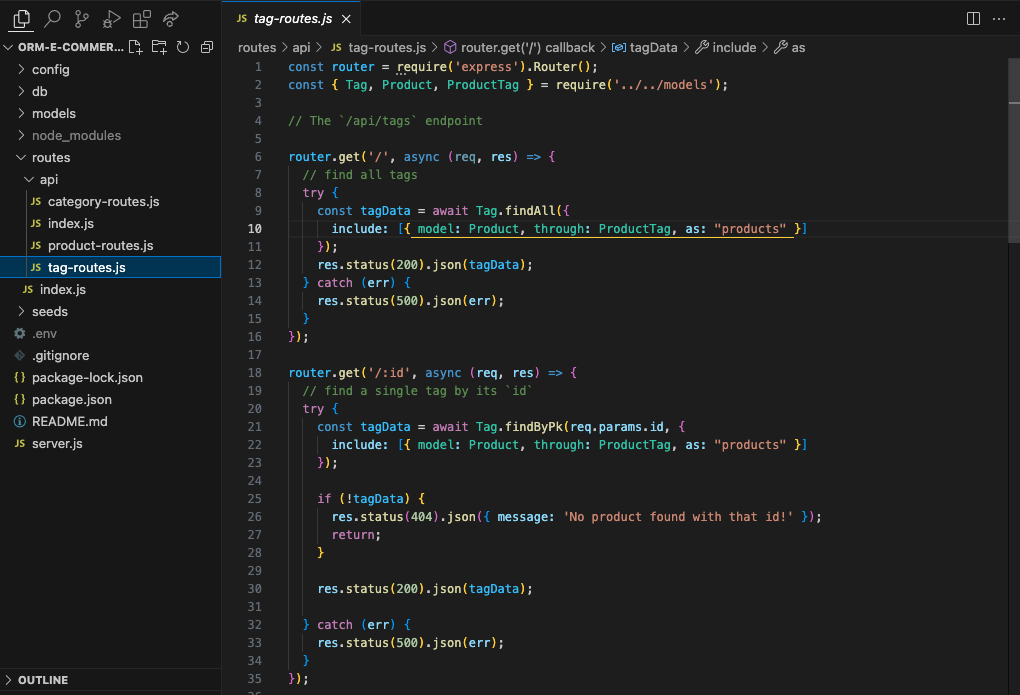 JS tag-routes.js
ORM-E-COMMER...
routes > api > JS tag-routes.js > router.get('/') callback > tagData > include > as
config
db
models
node_modules
routes
api
JS category-routes.js
JS index.js
JS product-routes.js
JS tag-routes.js
JS index.js
seeds
.env
.gitignore
{} package-lock.json
{} package.json
README.md
JS server.js
OUTLINE
1 const router = require('express').Router();
2 const { Tag, Product, ProductTag } = require('../../models');
3
4 // The `/api/tags` endpoint
5
6 router.get('/', async (req, res) => {
7 // find all tags
8 try {
9 const tagData = await Tag.findAll({
10 include: [{ model: Product, through: ProductTag, as: "products" }]
11 });
12 res.status(200).json(tagData);
13 } catch (err) {
14 res.status(500).json(err);
15 }
16 });
17
18 router.get('/:id', async (req, res) => {
19 // find a single tag by its `id`
20 try {
21 const tagData = await Tag.findByPk(req.params.id, {
22 include: [{ model: Product, through: ProductTag, as: "products" }]
23 });
24
25 if (!tagData) {
26 res.status(404).json({ message: 'No product found with that id!' });
27 return;
28 }
29
30 res.status(200).json(tagData);
31
32 } catch (err) {
33 res.status(500).json(err);
34 }
35 });